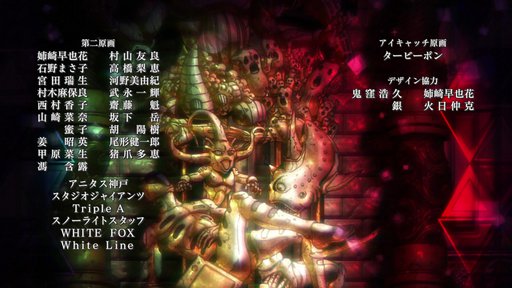 第二原画
姉崎早也花　村山友良
石野まさ子　高橋梨恵
宮田瑞生　河野美由紀
村木麻保良　武永一輝
西村香子　齋藤魁
山崎菜奈　坂下岳
蜜子　胡陽樹
姜昭英　尾形健一郎
甲原菜生　猪爪多恵
馮含露
アニタス神戸
スタジオジャイアンツ
Triple A
スノーライトスタッフ
WHITE FOX
White Line
アイキャッチ原画
ターピーボン
デザイン協力
鬼窪浩久　姉崎早也花
銀　火日仲克